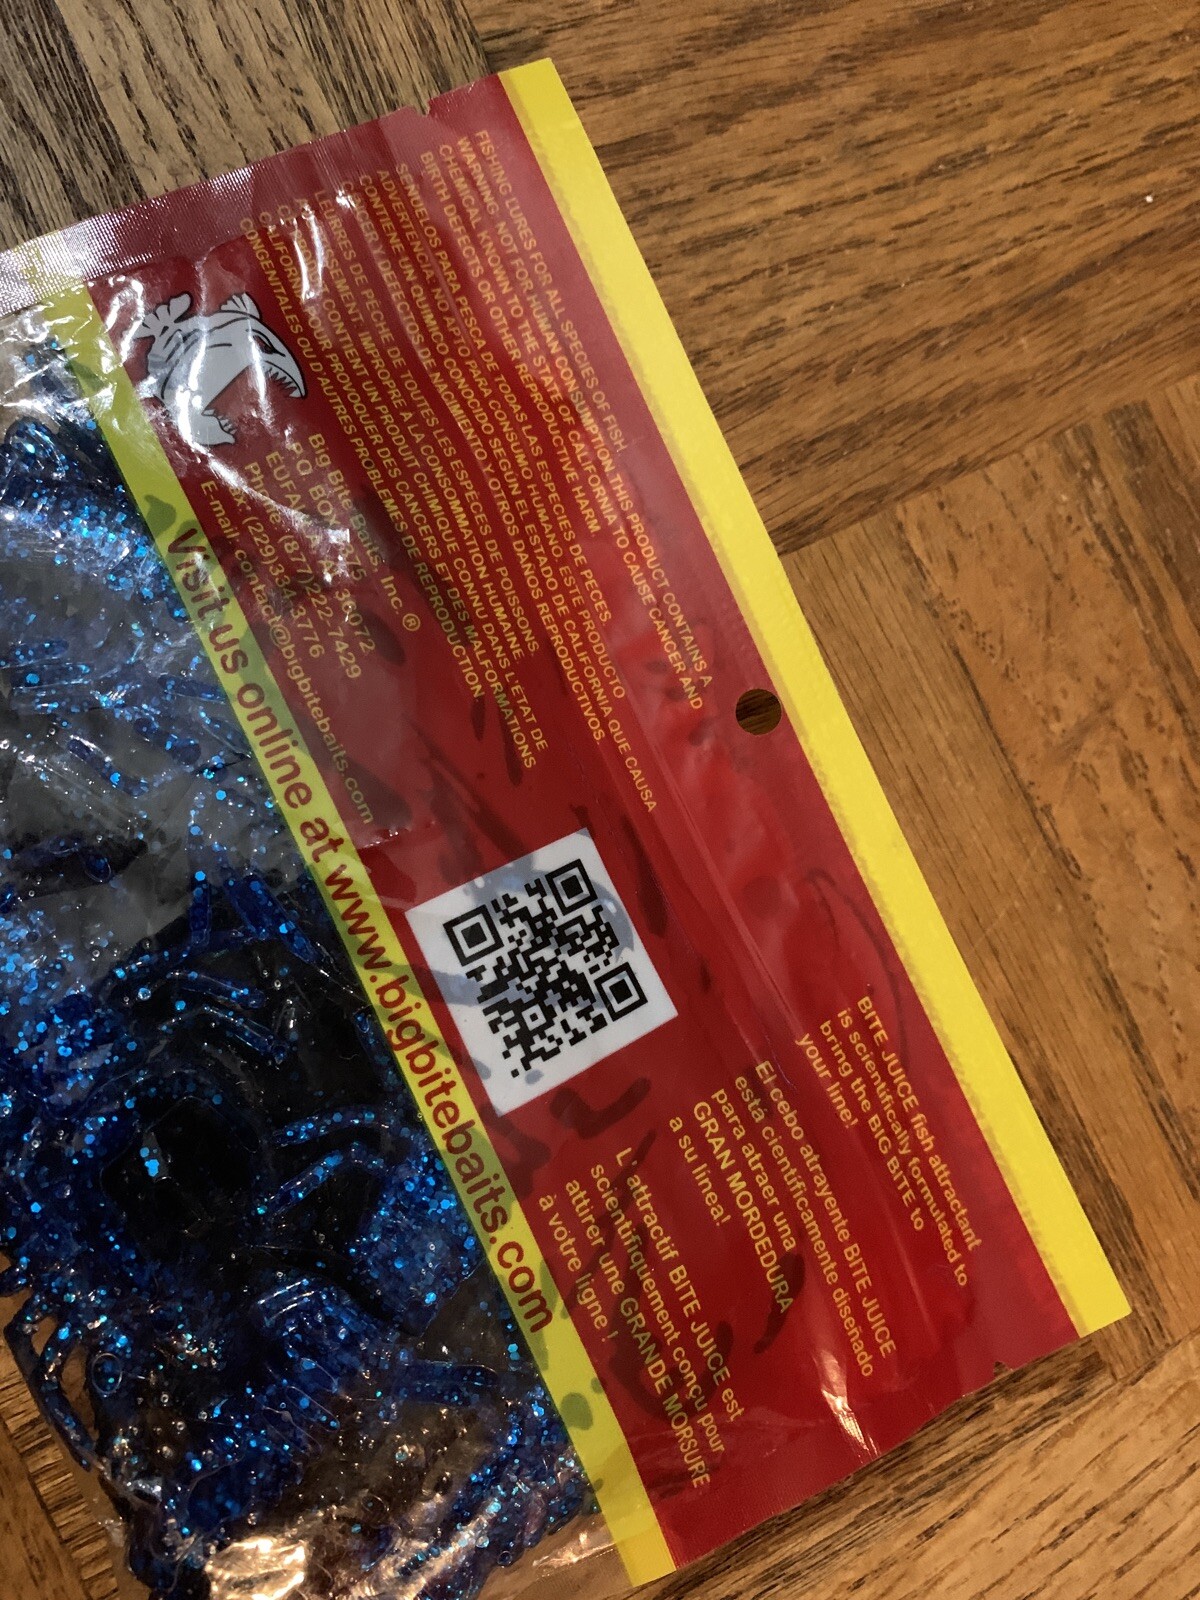 FISHING LURES FOR ALL SPECIES OF FISH.
WARNING NOT FOR HUMAN CONSUMPTION THIS PRODUCT CONTAINS A
CHEMICAL KNOWN TO THE STATE OF CALIFORNIA TO CAUSE CANCER AND
BIRTH DEFECTS OR OTHER REPRODUCTIVE HARM.
SENUELOS PARA PESCA DE TODAS LAS ESPECIES DE PECES.
ADVERTENCIA: NO APTO PARA CONSUMO HUMANO. ESTE PRODUCTO
CONTIENE UN QUIMICO CONOCIDO SEGUN EL ESTADO DE CALIFORNIA QUE CAUSA
CANCER Y DEFECTOS DE NACIMIENTO Y OTROS DAÑOS REPRODUCTIVOS.
LEURRES DE PÊCHE DE TOUTES LES ESPÈCES DE POISSONS.
IMPROPRE A LA CONSOMMATION HUMAINE.
CE PRODUIT CONTIENT UN PRODUIT CHIMIQUE CONNU DANS L'ÉTAT DE
CALIFORNIE POUR PROVOQUER DES CANCERS ET DES MALFORMATIONS
CONGENITALES OU D'AUTRES PROBLEMES DE REPRODUCTION
Big Bite Baits, Inc.®
P.O. BOX 75
EUFAULA, AL 36072
Phone: (877)222-7429
Fax: (229)334-3776
E-mail: contact@bigbitebaits.com
Visit us online at www.bigbitebaits.com
BITE JUICE fish attractant
is scientifically formulated to
bring the BIG BITE to
your line!
El cebo atrayente BITE JUICE
está científicamente diseñado
para atraer una
GRAN MORDEDURA
a su línea!
L'attractif BITE JUICE est
scientifiquement conçu pour
attirer une GRANDE MORSURE
à votre ligne !